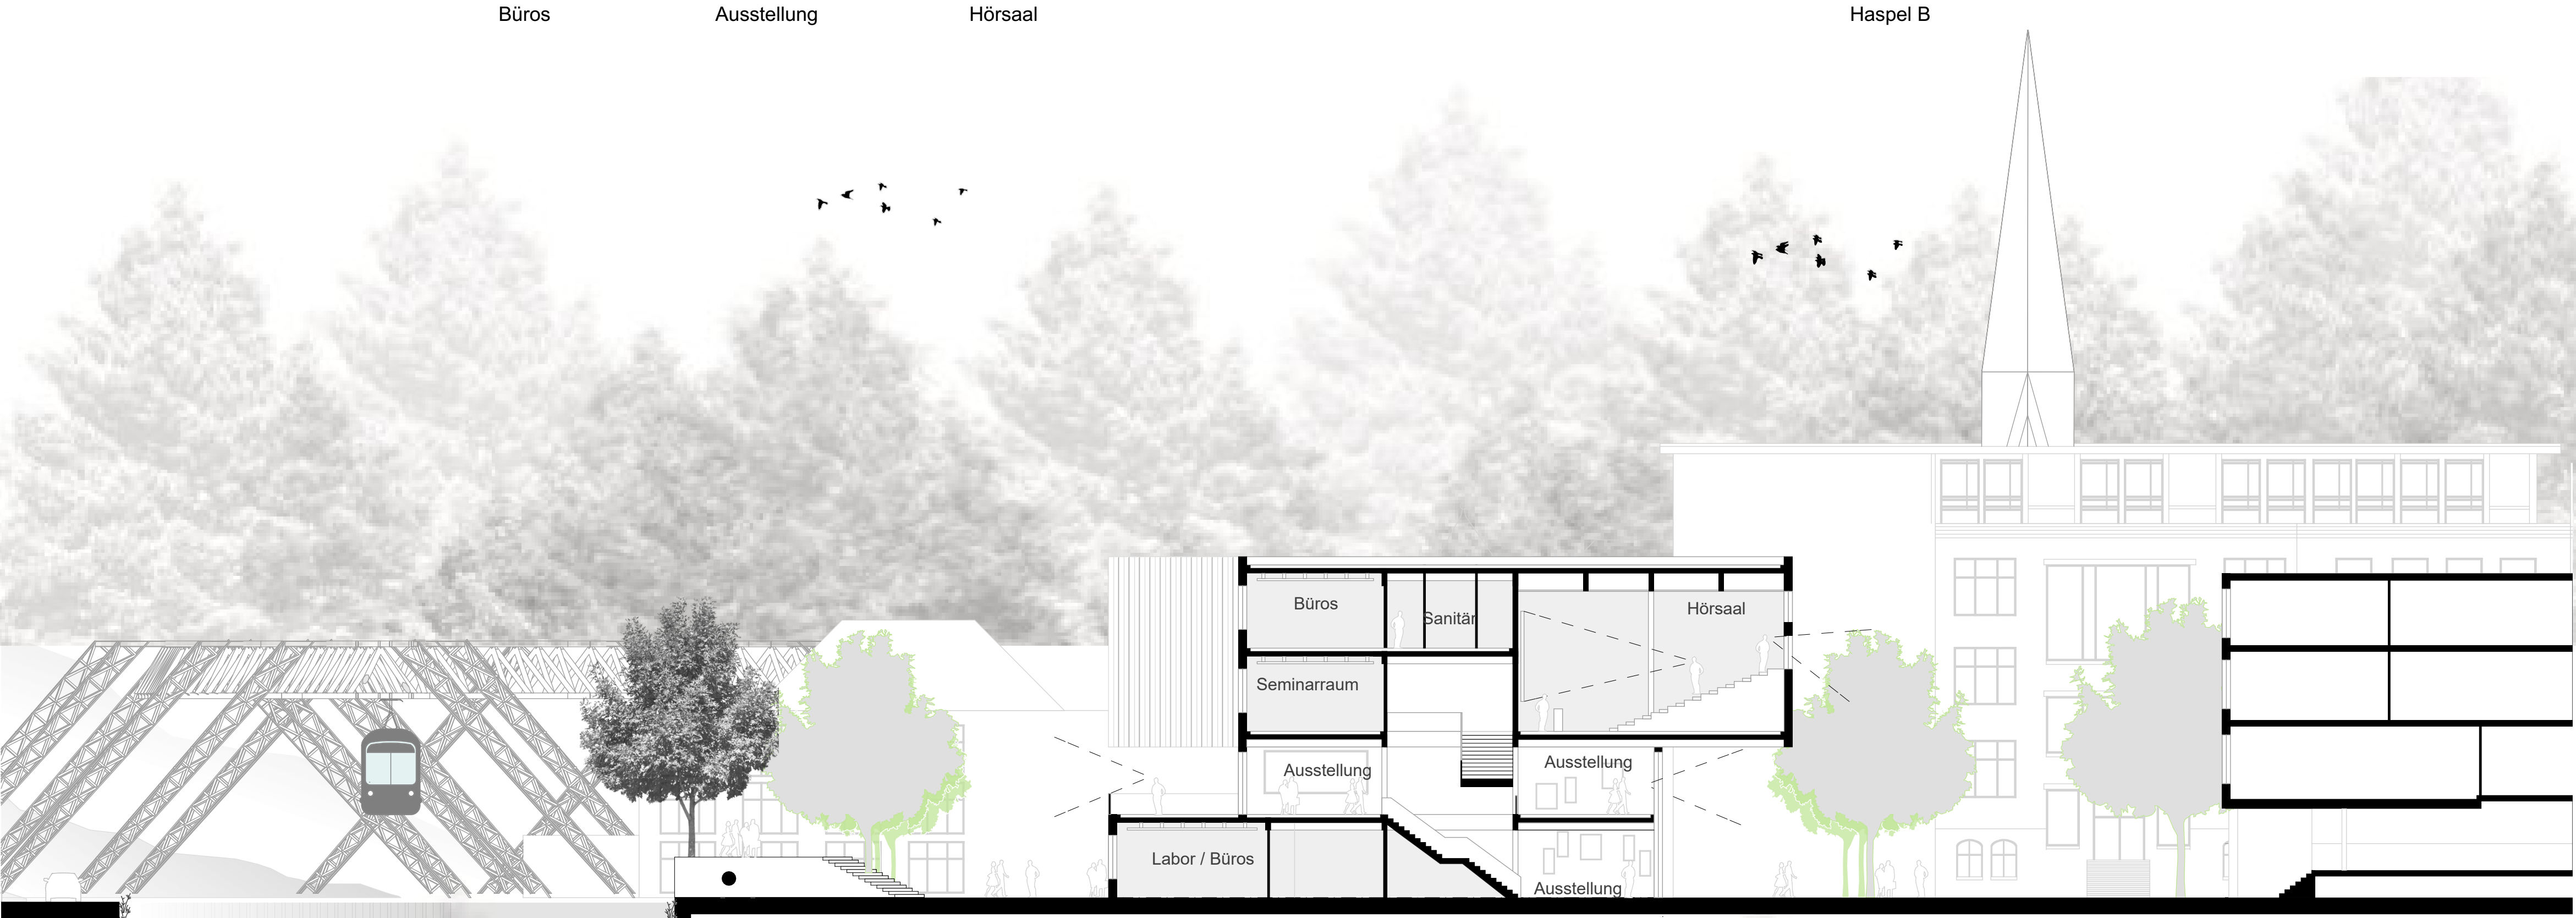 Büros
Ausstellung
Hörsaal
Haspel B
Büros
Sanitär
Hörsaal
Seminarraum
Ausstellung
Ausstellung
Labor / Büros
Ausstellung